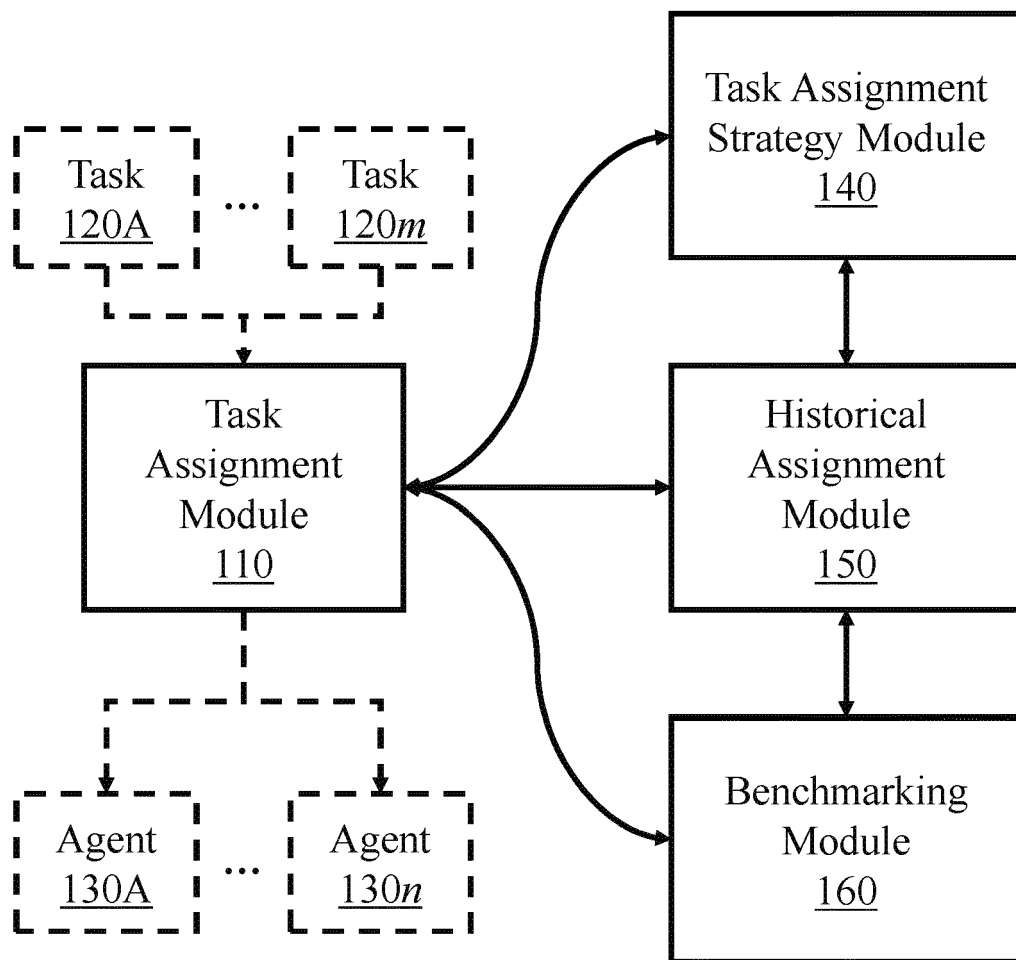 Task
120A
...
Task
120m
Task Assignment
Strategy Module
140
Task
Assignment
Module
110
Historical
Assignment
Module
150
Agent
130A
...
Agent
130n
Benchmarking
Module
160